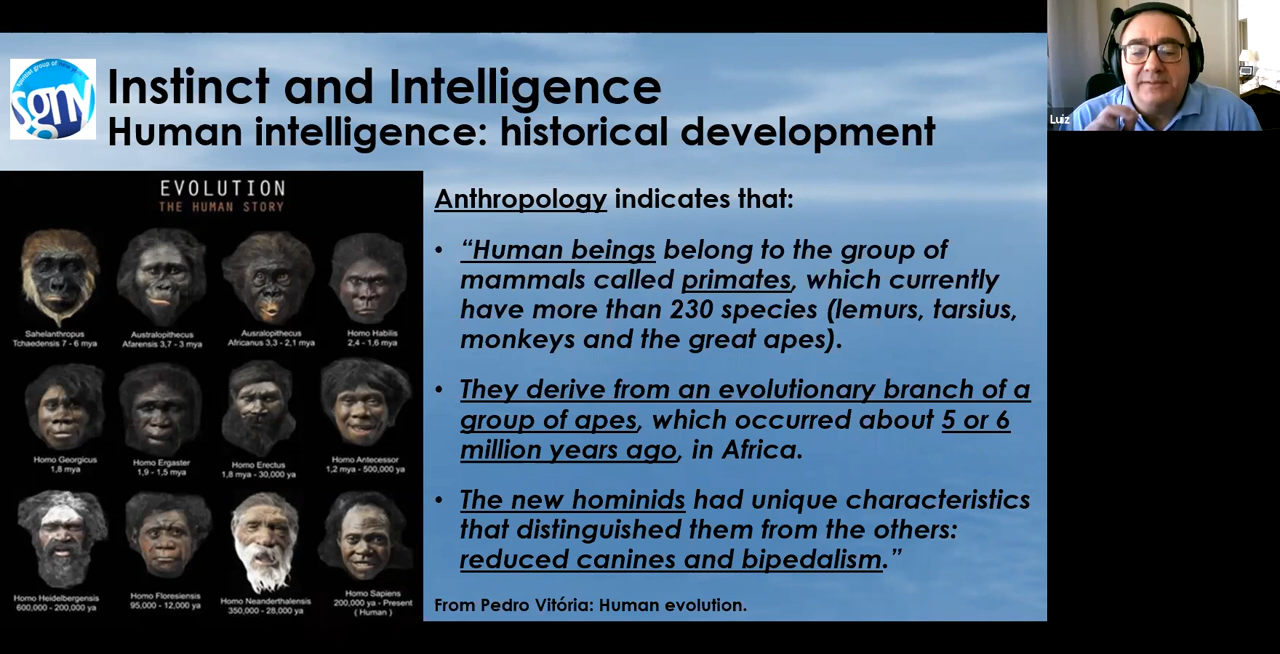 Instinct and Intelligence
Human intelligence: historical development
sgny
EVOLUTION
THE HUMAN STORY
Sahelanthropus
Tchaedensis 7 - 6 mya
Australopithecus
Afarensis 3,7 - 3 mya
Ausralopithecus
Africanus 3,3 - 2,1 mya
Homo Habilis
2,4 - 1,6 mya
Homo Georgicus
1,8 mya
Homo Ergaster
1,9 - 1,5 mya
Homo Erectus
1,8 mya - 30,000 ya
Homo Antecessor
1,2 mya - 500,000 ya
Homo Heidelbergensis
600,000 - 200,000 ya
Homo Floresiensis
95,000 - 12,000 ya
Homo Neanderthalensis
350,000 - 28,000 ya
Homo Sapiens
200,000 ya - Present
( Human )
Anthropology indicates that:
• “Human beings belong to the group of
mammals called primates, which currently
have more than 230 species (lemurs, tarsius,
monkeys and the great apes).
• They derive from an evolutionary branch of a
group of apes, which occurred about 5 or 6
million years ago, in Africa.
• The new hominids had unique characteristics
that distinguished them from the others:
reduced canines and bipedalism.”
From Pedro Vitória: Human evolution.
Luiz